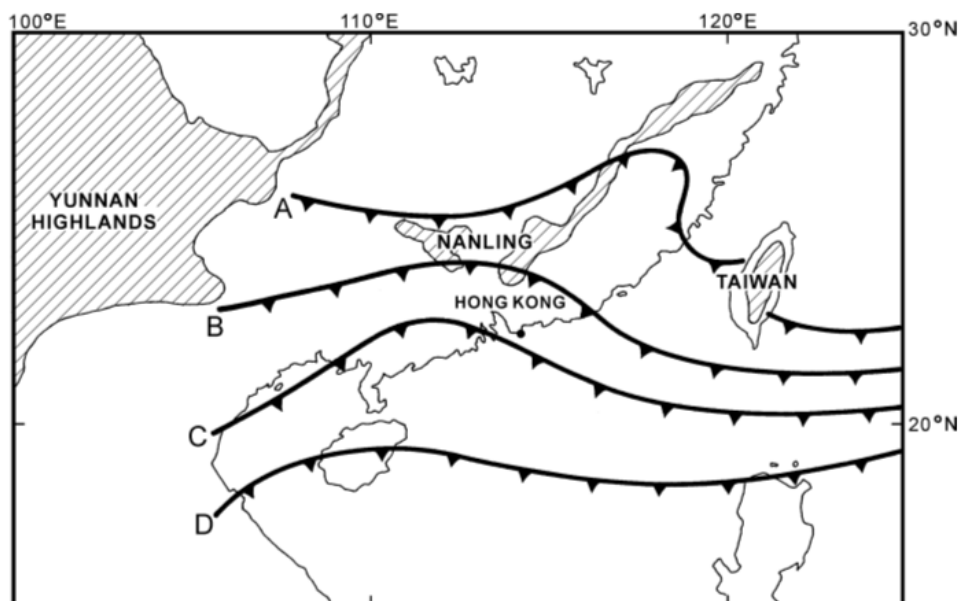 100°E 110°E 120°E 30°N
YUNNAN
HIGHLANDS
A
NANLING
TAIWAN
HONG KONG
B
C
20°N
D